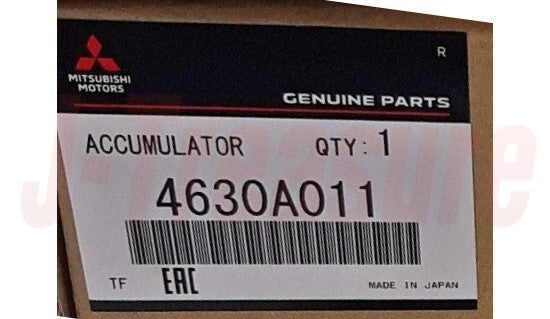 R
MITSUBISHI
MOTORS
GENUINE PARTS
ACCUMULATOR QTY: 1
4630A011
TF EAC MADE IN JAPAN